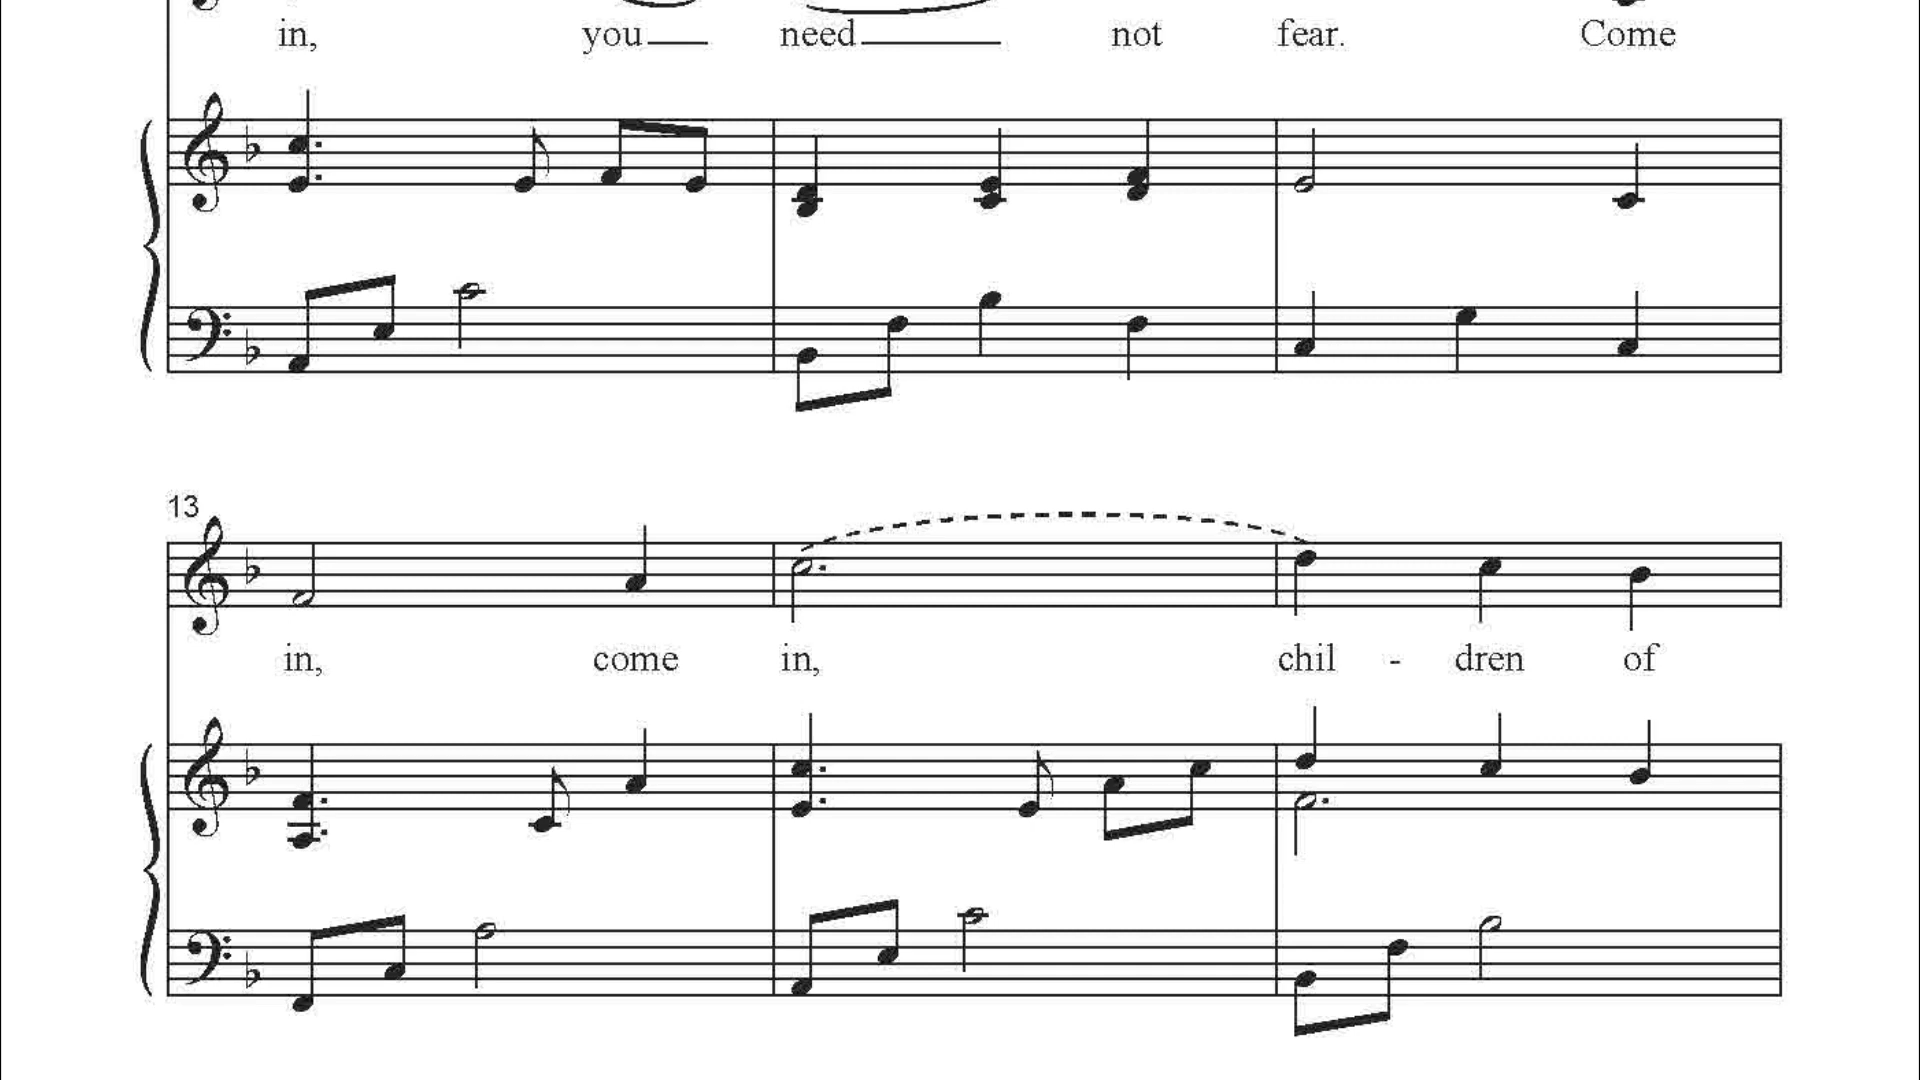 in, you need not fear. Come
13
in, come in, chil - dren of